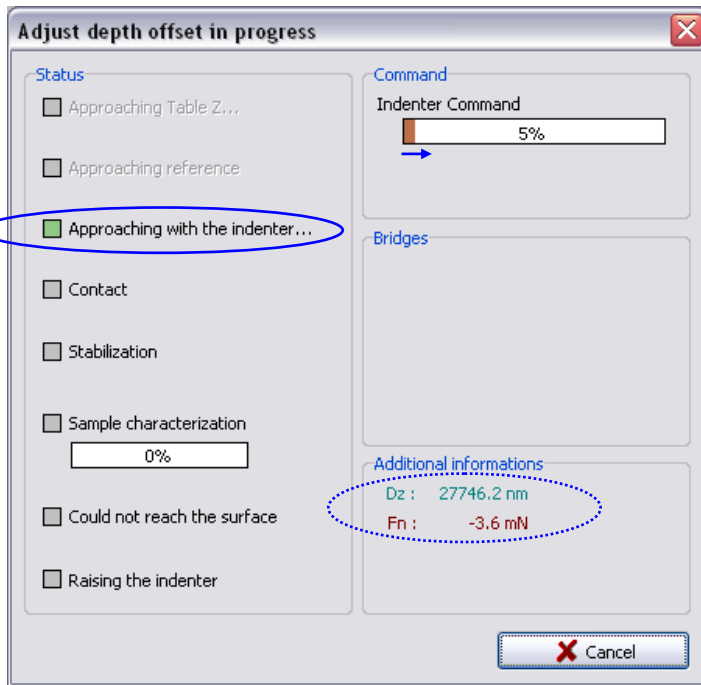 Adjust depth offset in progress
Status
Approaching Table Z...
Approaching reference
Approaching with the indenter...
Contact
Stabilization
Sample characterization
0%
Could not reach the surface
Raising the indenter
Command
Indenter Command
5%
Bridges
Additional informations
Dz : 27746.2 nm
Fn : -3.6 mN
Cancel